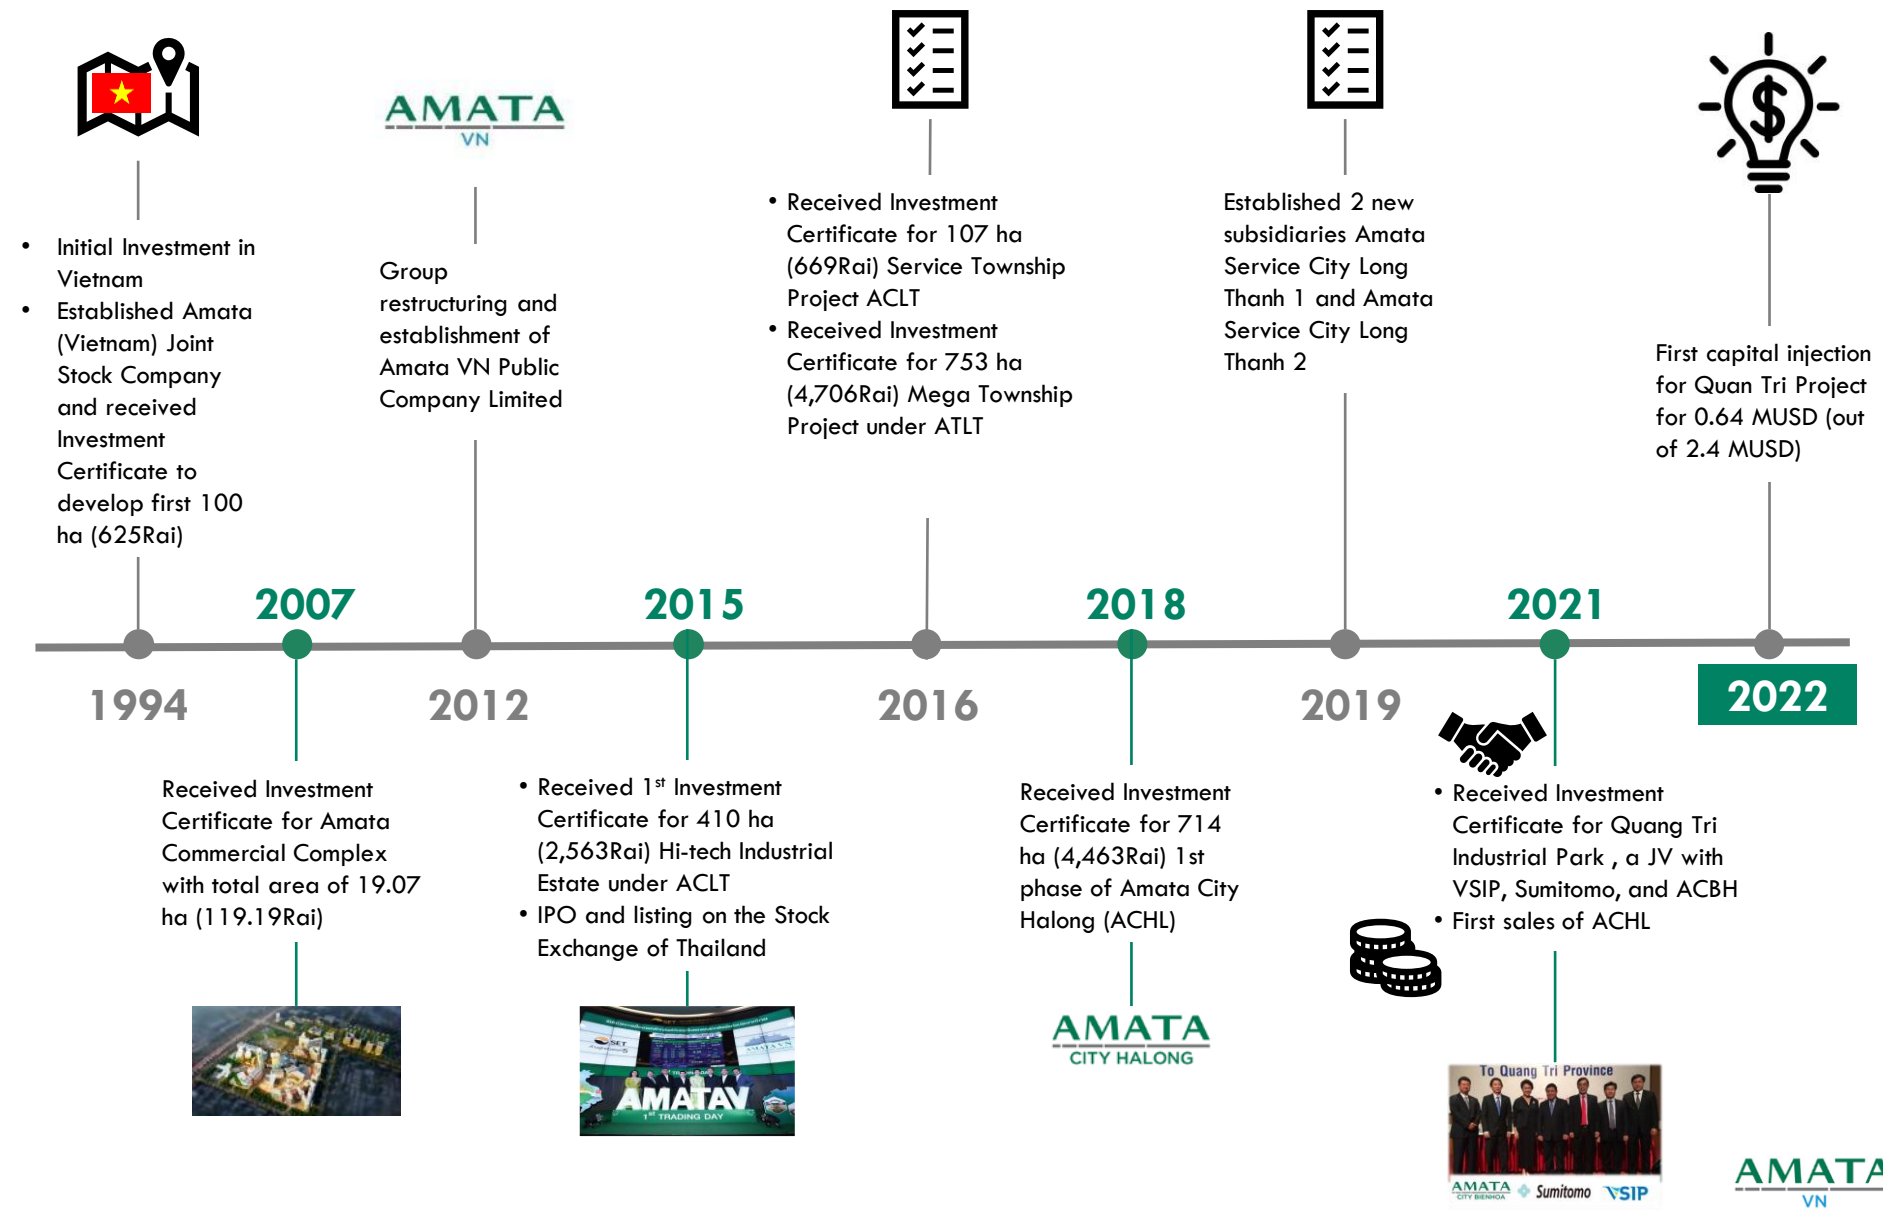 AMATA
VN
• Initial Investment in
Vietnam
• Established Amata
(Vietnam) Joint
Stock Company
and received
Investment
Certificate to
develop first 100
ha (625Rai)
Group
restructuring and
establishment of
Amata VN Public
Company Limited
• Received Investment
Certificate for 107 ha
(669Rai) Service Township
Project ACLT
• Received Investment
Certificate for 753 ha
(4,706Rai) Mega Township
Project under ATLT
Established 2 new
subsidiaries Amata
Service City Long
Thanh 1 and Amata
Service City Long
Thanh 2
$
First capital injection
for Quan Tri Project
for 0.64 MUSD (out
of 2.4 MUSD)
2007
2015
2018
2021
1994
2012
2016
2019
2022
Received Investment
Certificate for Amata
Commercial Complex
with total area of 19.07
ha (119.19Rai)
• Received 1st Investment
Certificate for 410 ha
(2,563Rai) Hi-tech Industrial
Estate under ACLT
• IPO and listing on the Stock
Exchange of Thailand
SET
AMATA VN
AMATAV
1st TRADING DAY
Received Investment
Certificate for 714
ha (4,463Rai) 1st
phase of Amata City
Halong (ACHL)
AMATA
CITY HALONG
• Received Investment
Certificate for Quang Tri
Industrial Park , a JV with
VSIP, Sumitomo, and ACBH
• First sales of ACHL
To Quang Tri Province
AMATA
CITY BIENHOA
Sumitomo
VSIP
AMATA
VN